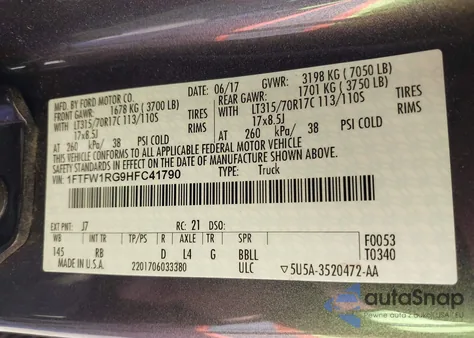 MFD. BY FORD MOTOR CO.
06/17 GVWR: 3198 KG ( 7050 LB)
FRONT GAWR: 1678 KG ( 3700 LB) REAR GAWR: 1701 KG ( 3750 LB)
WITH LT315/70R17C 113/110S TIRES WITH LT315/70R17C 113/110S TIRES
17x8.5J RIMS 17x8.5J RIMS
AT 260 kPa/ 38 PSI COLD AT 260 kPa/ 38 PSI COLD
THIS VEHICLE CONFORMS TO ALL APPLICABLE FEDERAL MOTOR VEHICLE
SAFETY STANDARDS IN EFFECT ON THE DATE OF MANUFACTURE SHOWN ABOVE.
VIN: 1FTFW1RG9HFC41790 TYPE: Truck
F0053
T0340
EXT PNT: J7 RC: 21 DSO:
WB INT TR TP/PS R AXLE TR SPR
145 RB D L4 G BBLL
MADE IN U.S.A. 2201706033380 ULC 5U5A-3520472-AA
autoSnap